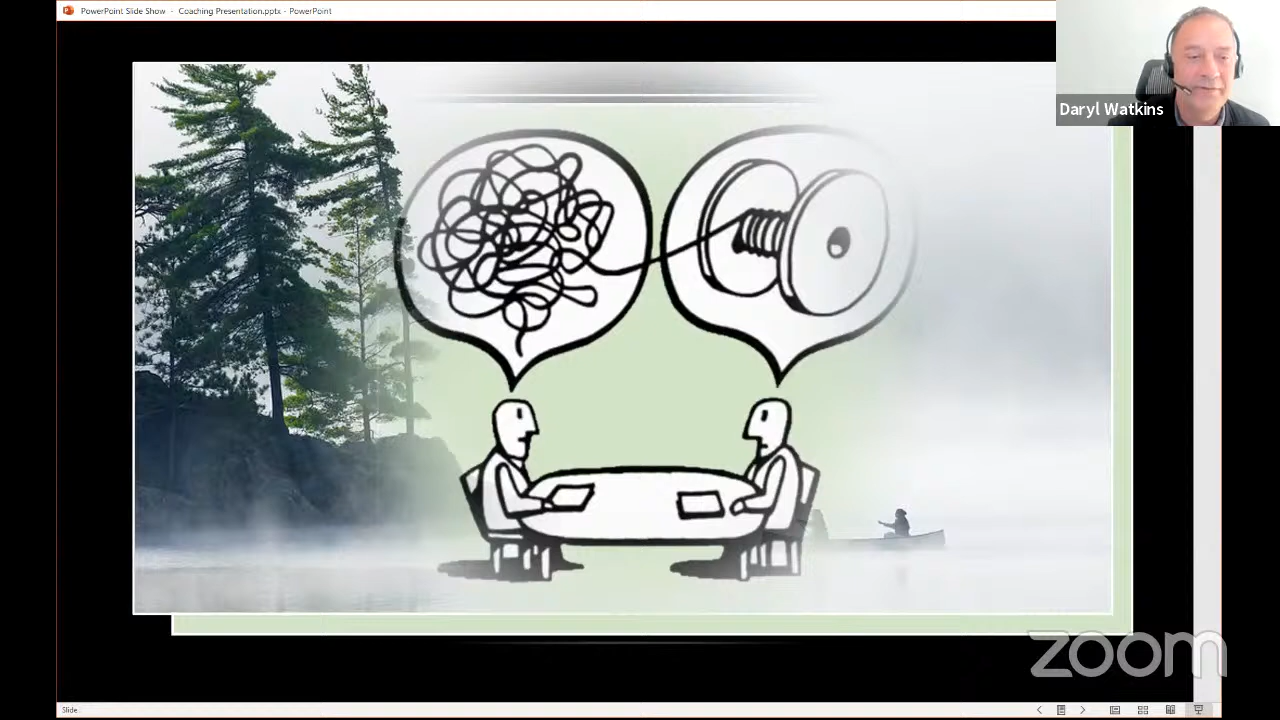 PowerPoint Slide Show - Coaching Presentation.pptx - PowerPoint
Daryl Watkins
zoom
Slide